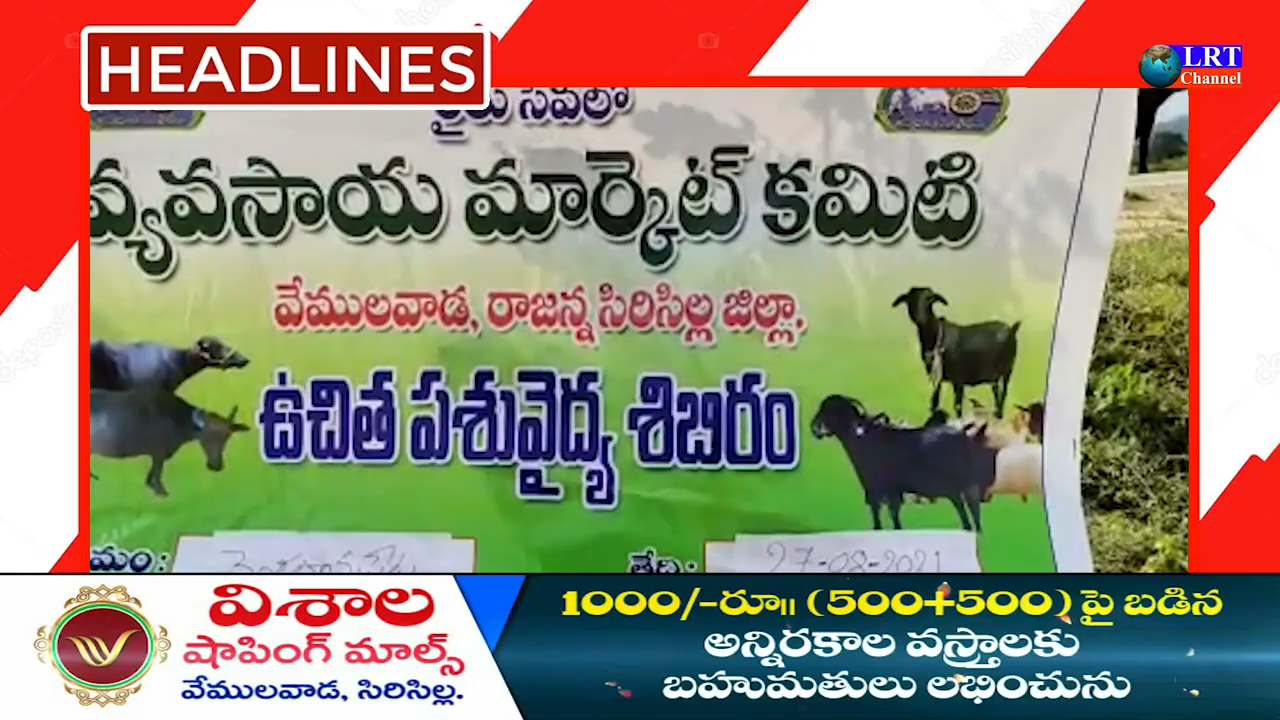 HEADLINES
LRT
Channel
రైతు సేవలో
వ్యవసాయ మార్కెట్ కమిటి
వేములవాడ, రాజన్న సిరిసిల్ల జిల్లా.
ఉచిత పశువైద్య శిబిరం
తేది: 27-08-2021
విశాల
షాపింగ్ మాల్స్
వేములవాడ, సిరిసిల్ల.
1000/-రూ॥ (500+500) పై బడిన
అన్నిరకాల వస్త్రాలకు
బహుమతులు లభించును